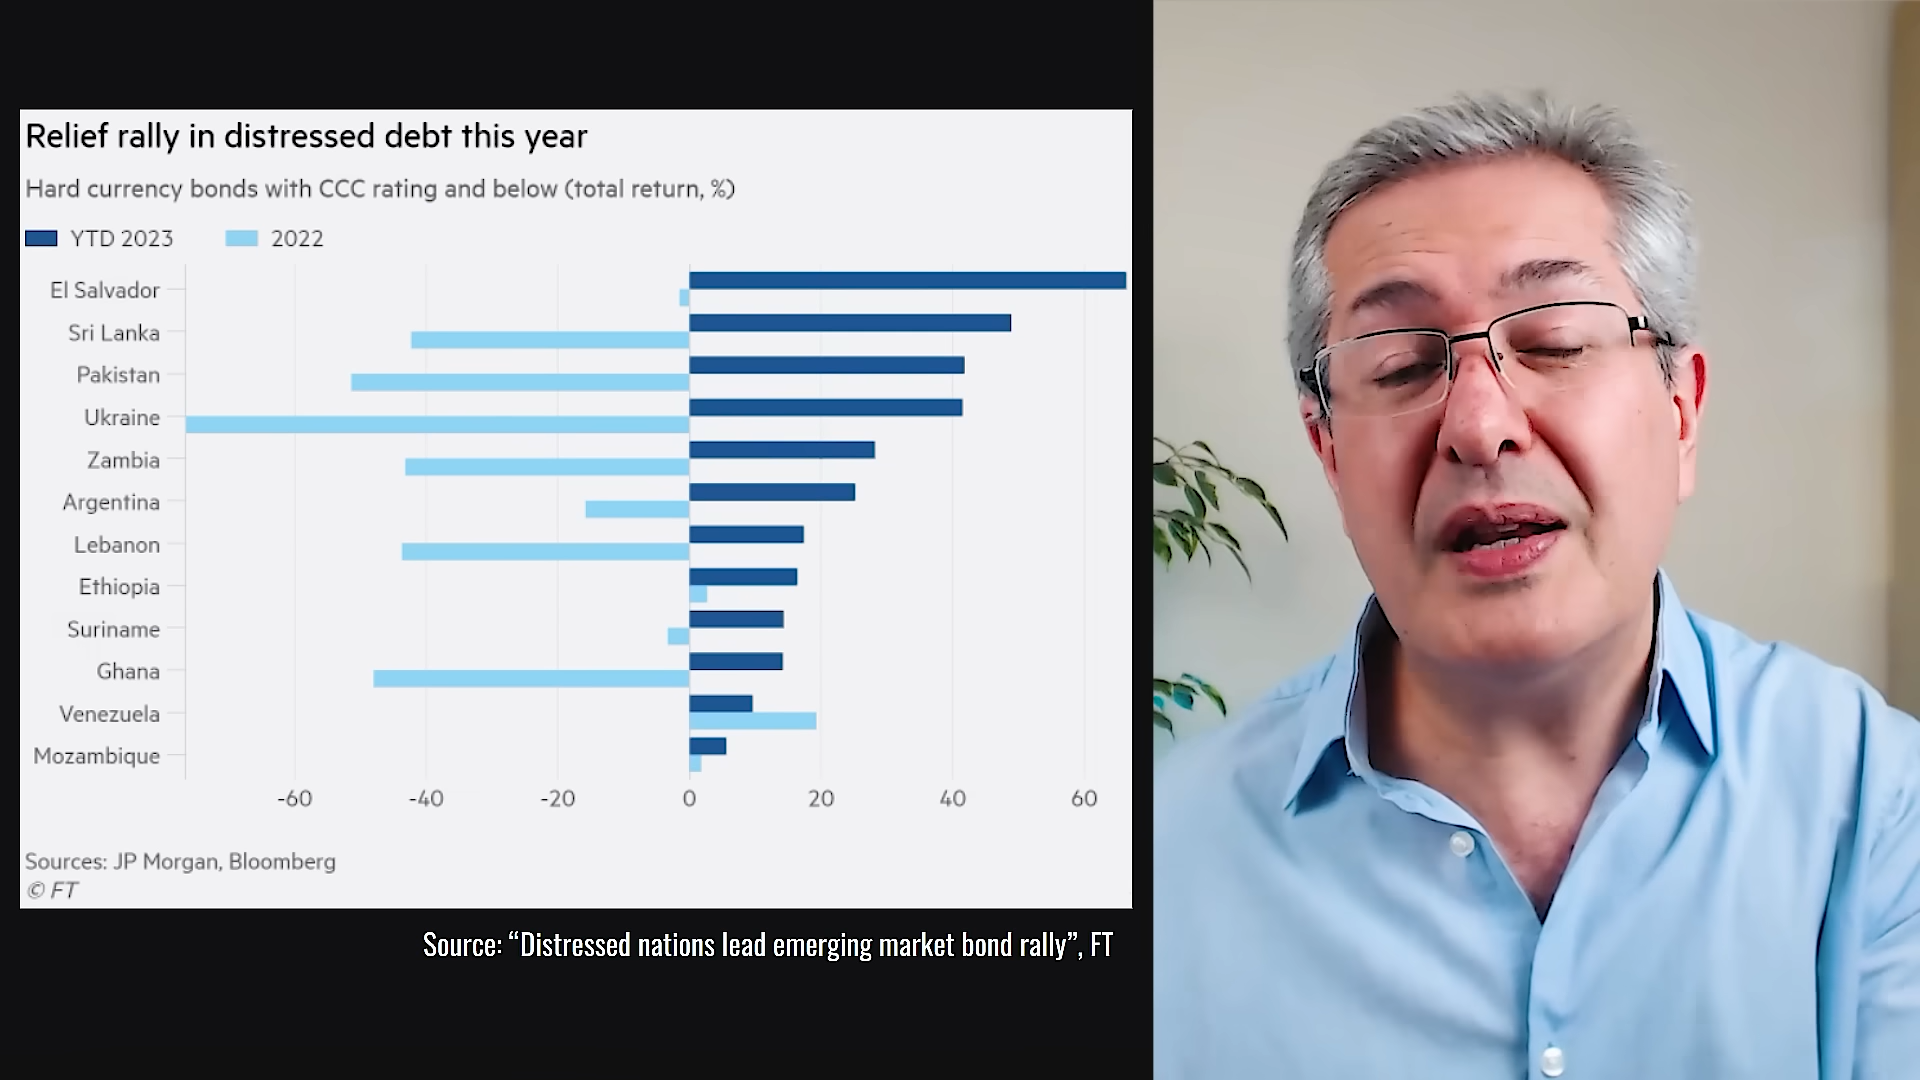 Relief rally in distressed debt this year
Hard currency bonds with CCC rating and below (total return, %)
YTD 2023 2022
El Salvador
Sri Lanka
Pakistan
Ukraine
Zambia
Argentina
Lebanon
Ethiopia
Suriname
Ghana
Venezuela
Mozambique
-60 -40 -20 0 20 40 60
Sources: JP Morgan, Bloomberg
© FT
Source: “Distressed nations lead emerging market bond rally”, FT